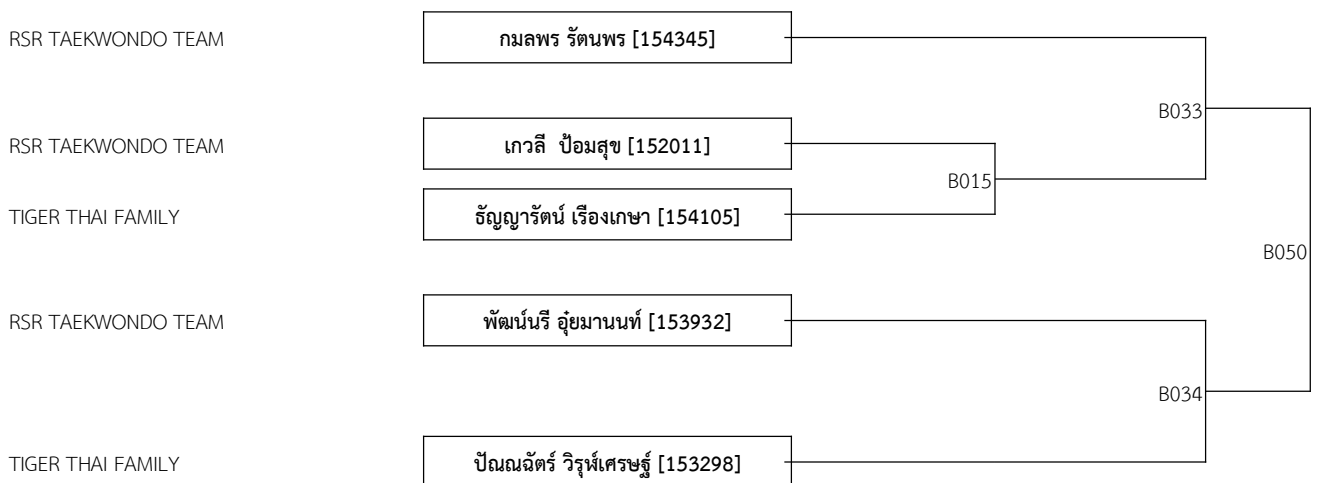 RSR TAEKWONDO TEAM กมลพร รัตนพร [154345]
B033
RSR TAEKWONDO TEAM เกวลี ป้อมสุข [152011]
B015
TIGER THAI FAMILY ธัญญารัตน์ เรืองเกษา [154105]
B050
RSR TAEKWONDO TEAM พัฒน์นรี อุ๋ยมานนท์ [153932]
B034
TIGER THAI FAMILY ปัณณฉัตร์ วิรุฬห์เศรษฐ์ [153298]